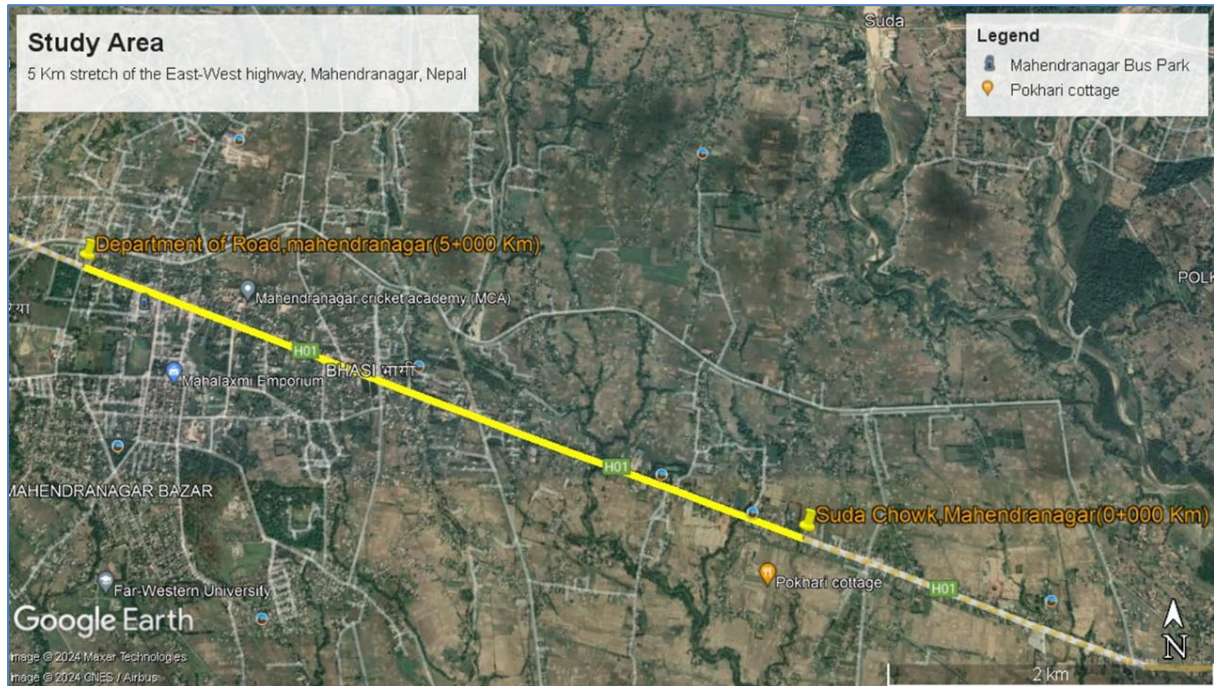 Study Area
5 Km stretch of the East-West highway, Mahendranagar, Nepal
Suda
Legend
Mahendranagar Bus Park
Pokhari cottage
Department of Road,mahendranagar(5+000 Km)
Mahendranagar cricket academy (MCA)
H01
BHASI भासी
Mahalaxmi Emporium
H01
MAHENDRANAGAR BAZAR
Suda Chowk,Mahendranagar(0+000 Km)
Pokhari cottage
H01
Far-Western University
Google Earth
Image © 2024 Maxar Technologies
Image © 2024 CNES / Airbus
N
2 km